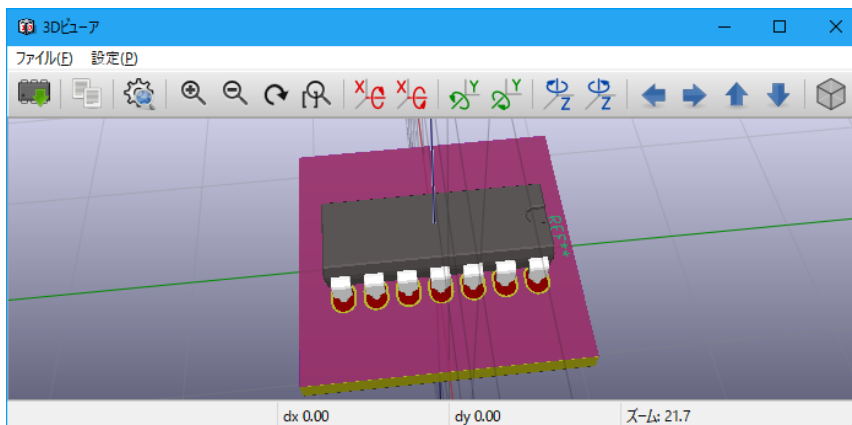 3Dビューア
ファイル(F) 設定(P)
X X Y Y Z Z
REF**
dx 0.00 dy 0.00 ズーム: 21.7